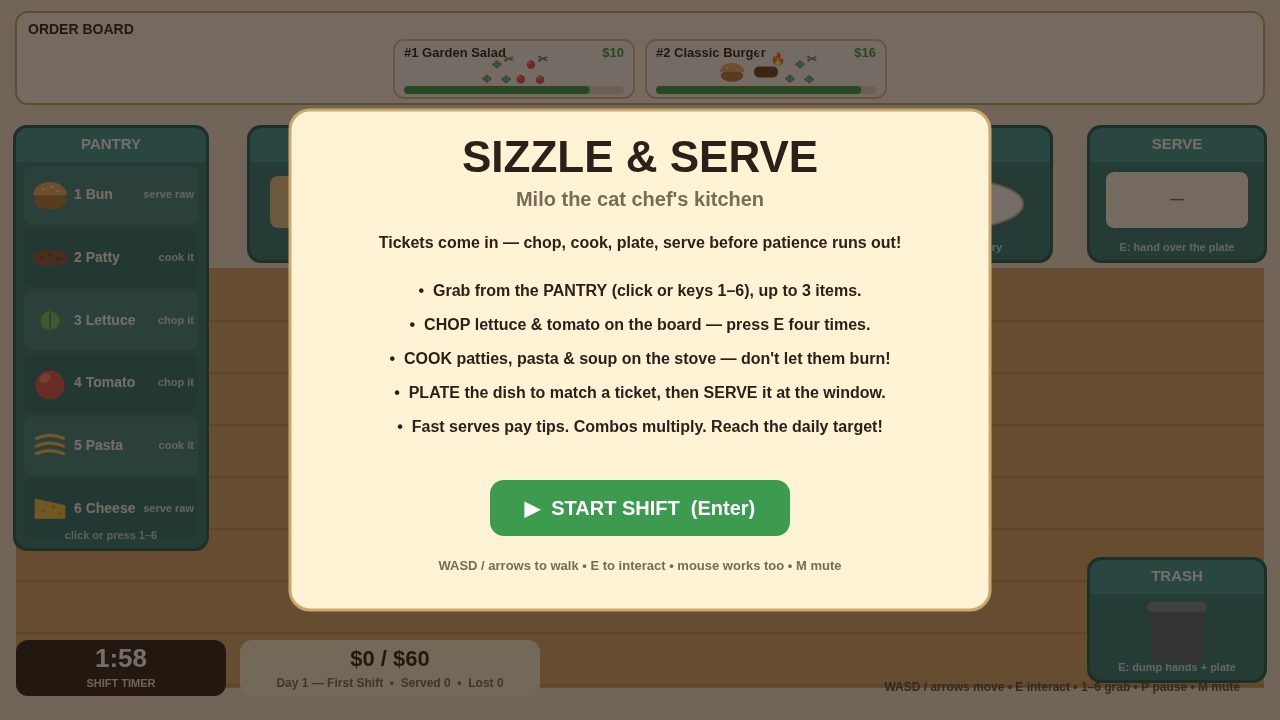 ORDER BOARD
#1 Garden Salad $10
#2 Classic Burger $16
PANTRY
1 Bun serve raw
2 Patty cook it
3 Lettuce chop it
4 Tomato chop it
5 Pasta cook it
6 Cheese serve raw
click or press 1–6
SIZZLE & SERVE
Milo the cat chef's kitchen
Tickets come in — chop, cook, plate, serve before patience runs out!
• Grab from the PANTRY (click or keys 1–6), up to 3 items.
• CHOP lettuce & tomato on the board — press E four times.
• COOK patties, pasta & soup on the stove — don't let them burn!
• PLATE the dish to match a ticket, then SERVE it at the window.
• Fast serves pay tips. Combos multiply. Reach the daily target!
▶ START SHIFT (Enter)
WASD / arrows to walk • E to interact • mouse works too • M mute
SERVE
—
E: hand over the plate
TRASH
E: dump hands + plate
1:58
SHIFT TIMER
$0 / $60
Day 1 — First Shift • Served 0 • Lost 0
WASD / arrows move • E interact • 1–6 grab • P pause • M mute